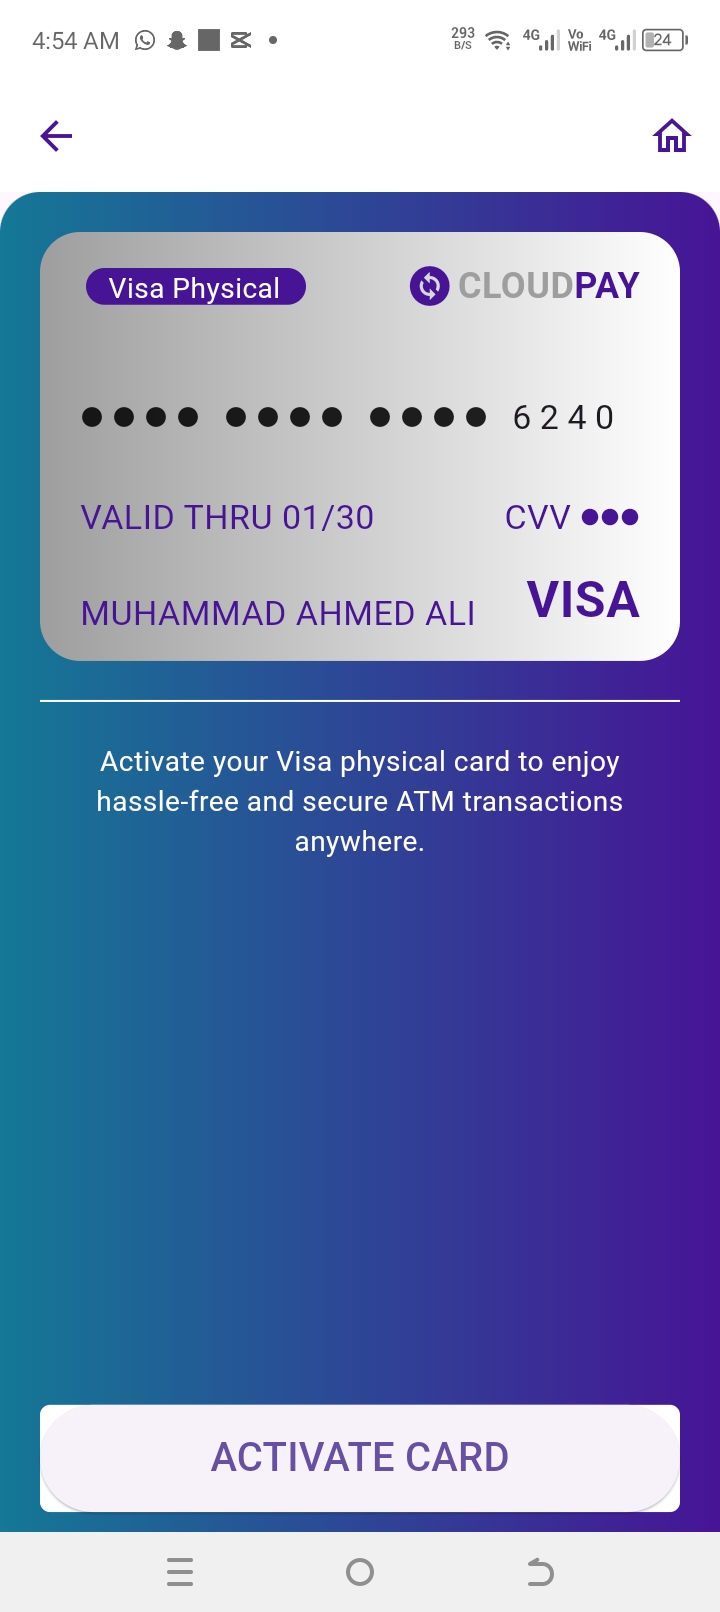 4:54 AM 293 B/S 4G Vo WiFi 4G 24
Visa Physical CLOUDPAY
●●●● ●●●● ●●●● 6240
VALID THRU 01/30 CVV ●●●
MUHAMMAD AHMED ALI VISA
Activate your Visa physical card to enjoy
hassle-free and secure ATM transactions
anywhere.
ACTIVATE CARD